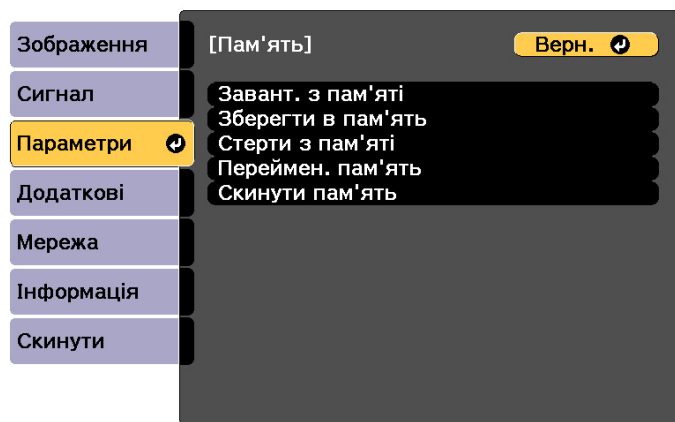 Зображення
Сигнал
Параметри
Додаткові
Мережа
Інформація
Скинути
[Пам'ять]
Верн.
Завант. з пам'яті
Зберегти в пам'ять
Стерти з пам'яті
Переймен. пам'ять
Скинути пам'ять